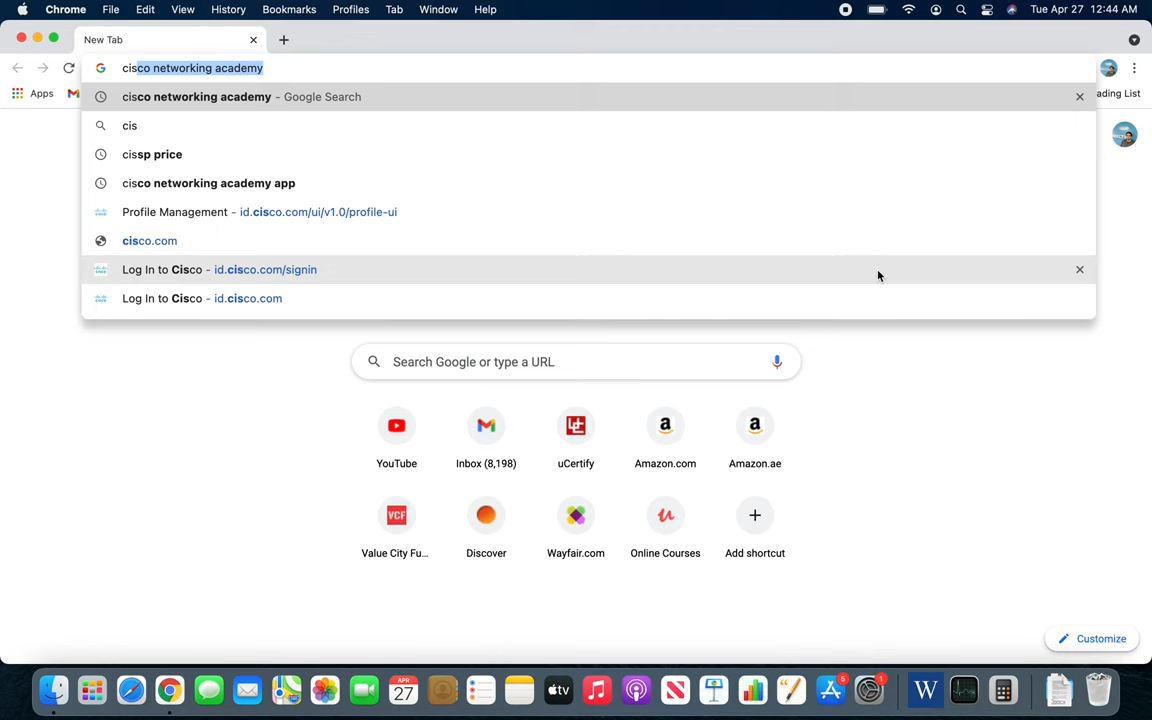 Chrome File Edit View History Bookmarks Profiles Tab Window Help Tue Apr 27 12:44 AM
New Tab
cisco networking academy
Apps
cisco networking academy - Google Search
ading List
cis
cissp price
cisco networking academy app
Profile Management - id.cisco.com/ui/v1.0/profile-ui
cisco.com
Log In to Cisco - id.cisco.com/signin
Log In to Cisco - id.cisco.com
Search Google or type a URL
YouTube Inbox (8,198) uCertify Amazon.com Amazon.ae
VCF
Value City Fu... Discover Wayfair.com Online Courses Add shortcut
Customize
APR
27
tv
5
1
W